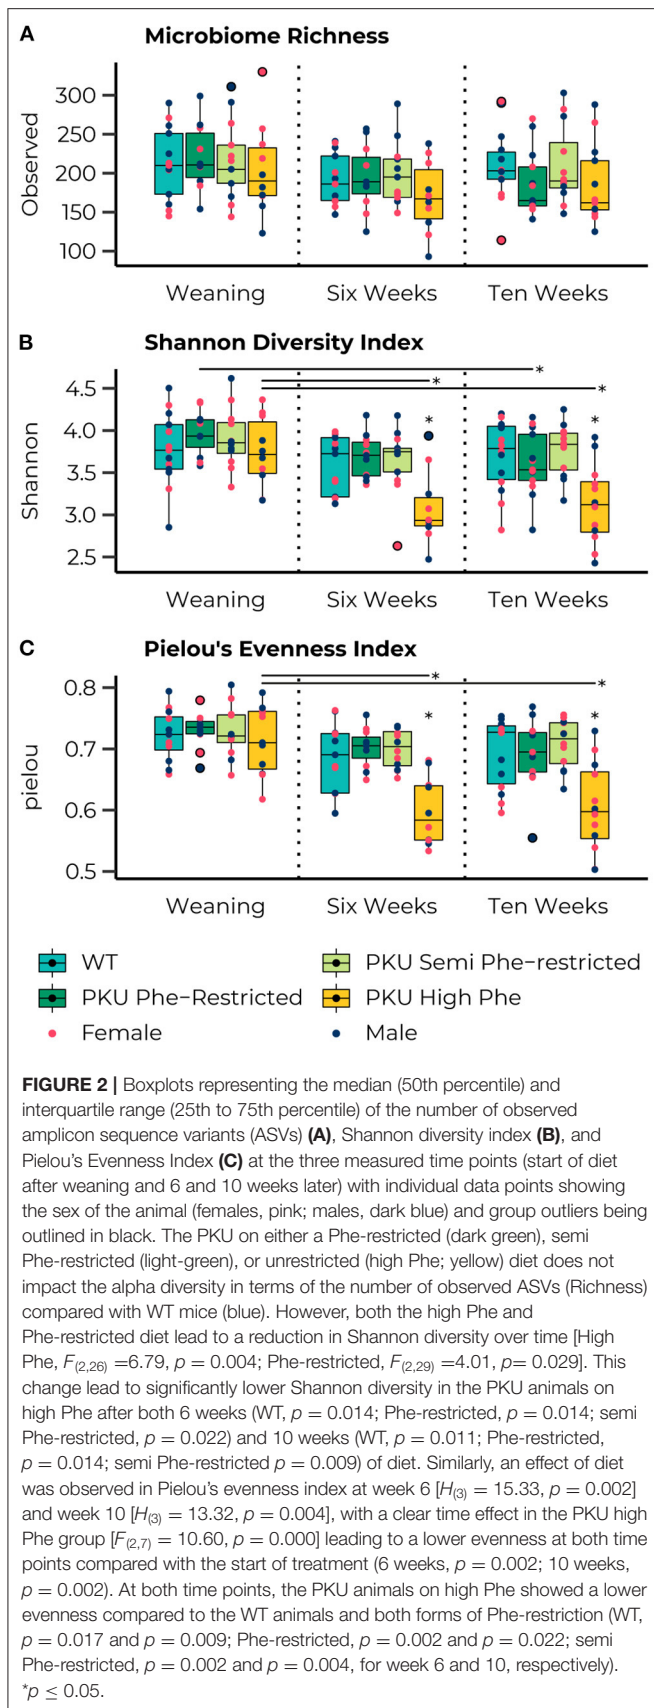 A Microbiome Richness
300
250
200
150
100
Observed
Weaning Six Weeks Ten Weeks
B Shannon Diversity Index
*
*
*
4.5
4.0
3.5
3.0
2.5
* *
Shannon
Weaning Six Weeks Ten Weeks
C Pielou's Evenness Index
*
*
0.8
0.7
0.6
0.5
* *
pielou
Weaning Six Weeks Ten Weeks
WT PKU Semi Phe-restricted
PKU Phe-Restricted PKU High Phe
Female Male
FIGURE 2 | Boxplots representing the median (50th percentile) and
interquartile range (25th to 75th percentile) of the number of observed
amplicon sequence variants (ASVs) (A), Shannon diversity index (B), and
Pielou's Evenness Index (C) at the three measured time points (start of diet
after weaning and 6 and 10 weeks later) with individual data points showing
the sex of the animal (females, pink; males, dark blue) and group outliers being
outlined in black. The PKU on either a Phe-restricted (dark green), semi
Phe-restricted (light-green), or unrestricted (high Phe; yellow) diet does not
impact the alpha diversity in terms of the number of observed ASVs (Richness)
compared with WT mice (blue). However, both the high Phe and
Phe-restricted diet lead to a reduction in Shannon diversity over time [High
Phe, F(2,26) =6.79, p = 0.004; Phe-restricted, F(2,29) =4.01, p= 0.029]. This
change lead to significantly lower Shannon diversity in the PKU animals on
high Phe after both 6 weeks (WT, p = 0.014; Phe-restricted, p = 0.014; semi
Phe-restricted, p = 0.022) and 10 weeks (WT, p = 0.011; Phe-restricted,
p = 0.014; semi Phe-restricted p = 0.009) of diet. Similarly, an effect of diet
was observed in Pielou's evenness index at week 6 [H(3) = 15.33, p = 0.002]
and week 10 [H(3) = 13.32, p = 0.004], with a clear time effect in the PKU high
Phe group [F(2,7) = 10.60, p = 0.000] leading to a lower evenness at both time
points compared with the start of treatment (6 weeks, p = 0.002; 10 weeks,
p = 0.002). At both time points, the PKU animals on high Phe showed a lower
evenness compared to the WT animals and both forms of Phe-restriction (WT,
p = 0.017 and p = 0.009; Phe-restricted, p = 0.002 and p = 0.022; semi
Phe-restricted, p = 0.002 and p = 0.004, for week 6 and 10, respectively).
*p ≤ 0.05.